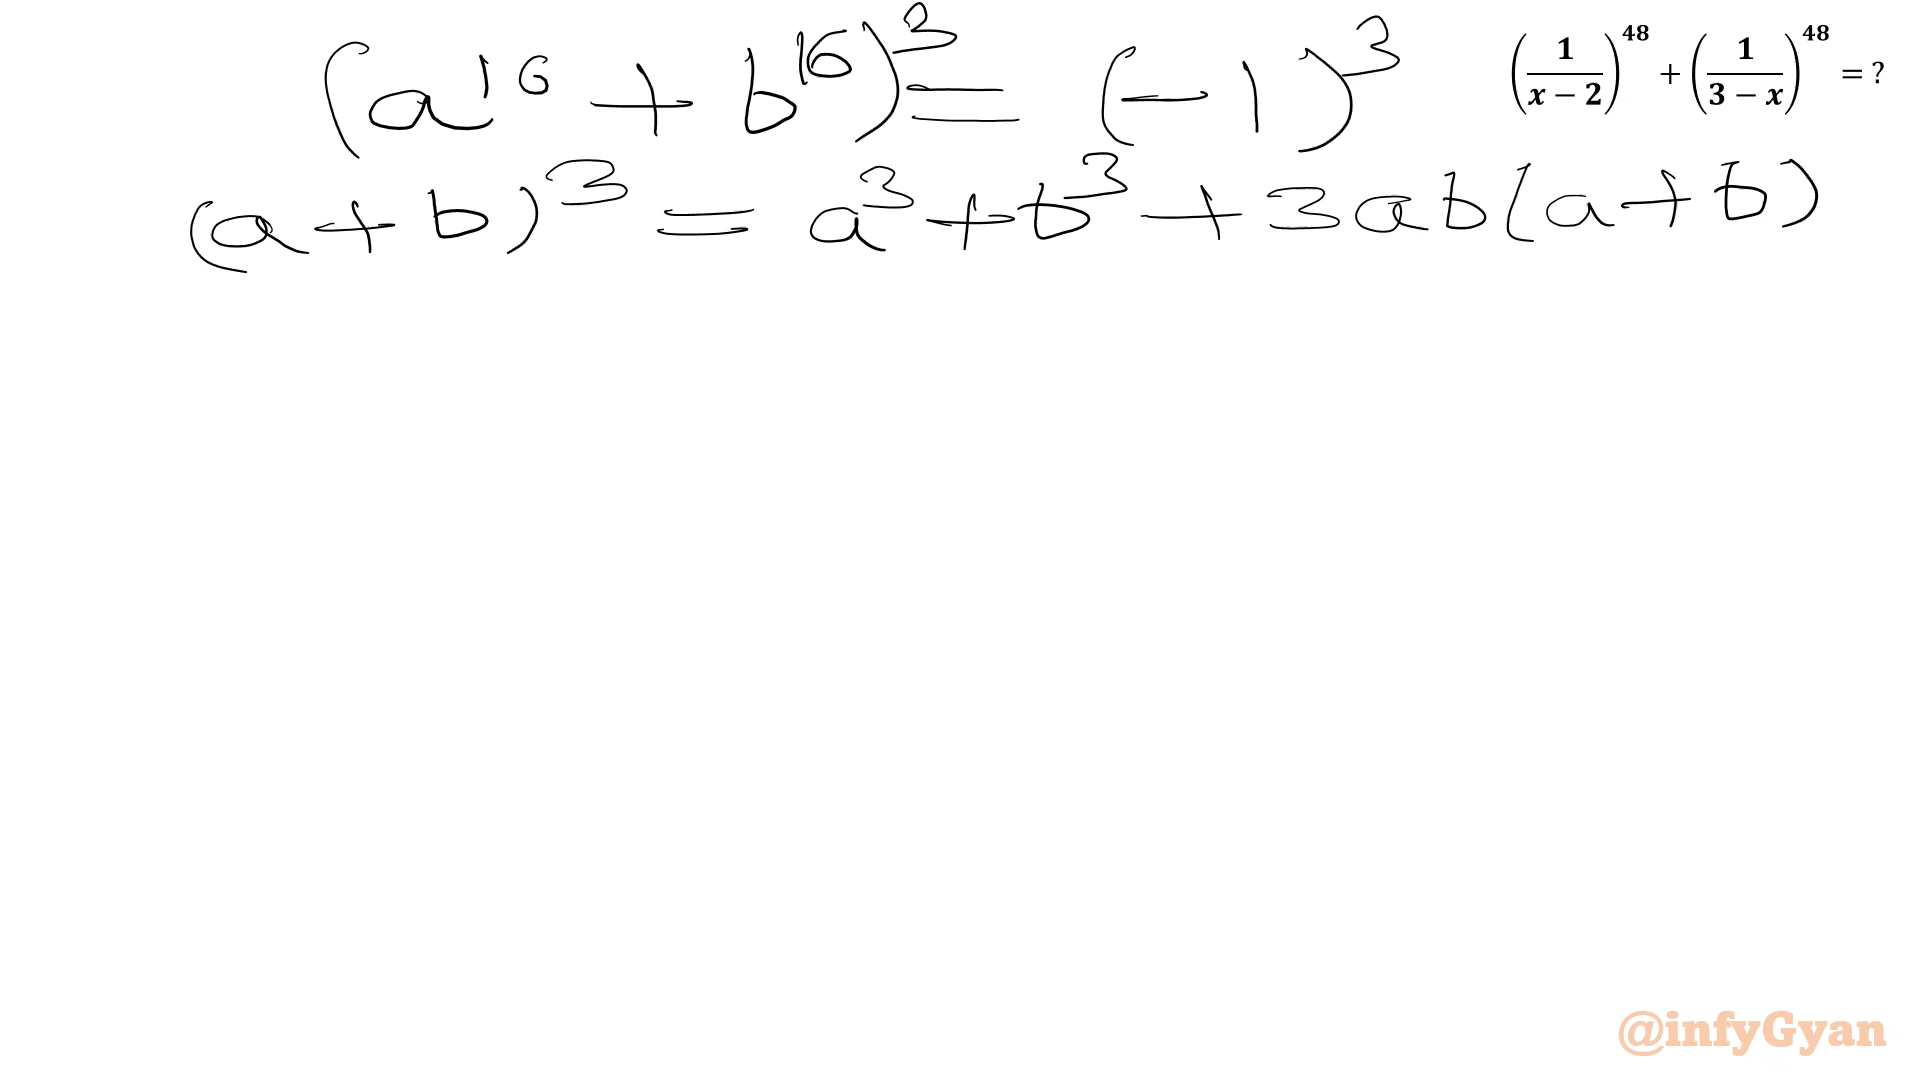 (a¹⁶ + b¹⁶)³ = (-1)³
(1/(x − 2))⁴⁸ + (1/(3 − x))⁴⁸ = ?
(a+b)³ = a³+b³+3ab(a+b)
@infyGyan